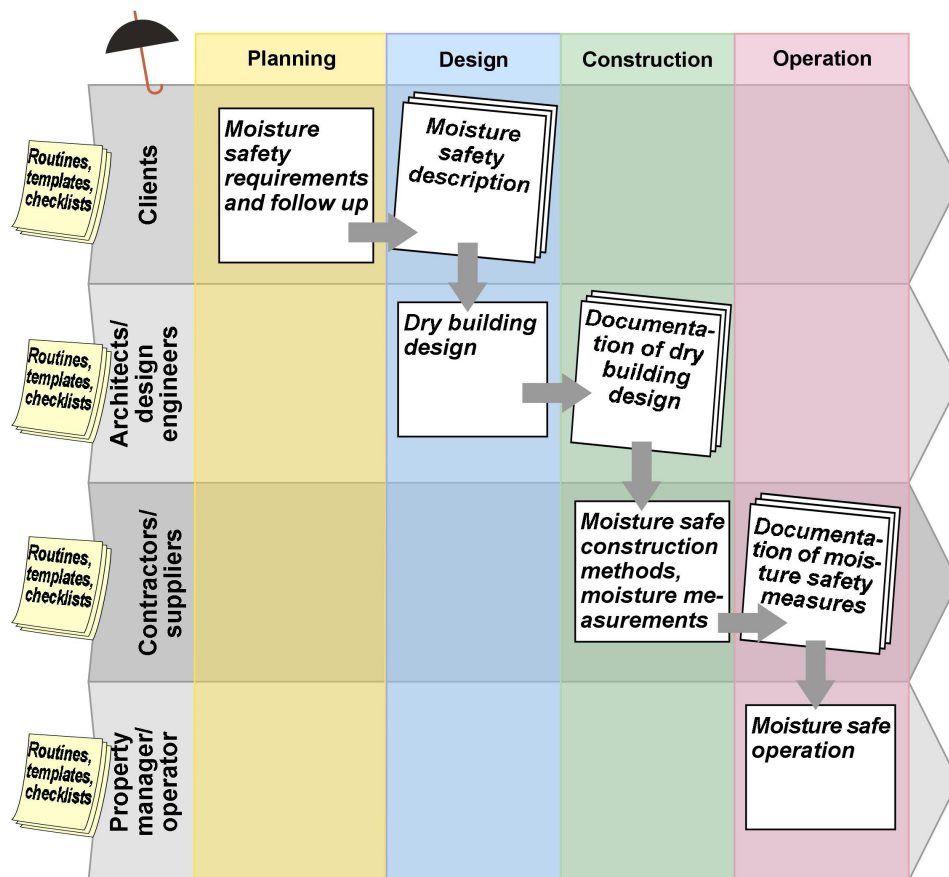 Planning
Design
Construction
Operation
Routines,
templates,
checklists
Clients
Moisture
safety
requirements
and follow up
Moisture
safety
description
Routines,
templates,
checklists
Architects/
design
engineers
Dry building
design
Documenta-
tion of dry
building
design
Routines,
templates,
checklists
Contractors/
suppliers
Moisture safe
construction
methods,
moisture me-
asurements
Documenta-
tion of mois-
ture safety
measures
Routines,
templates,
checklists
Property
manager/
operator
Moisture safe
operation